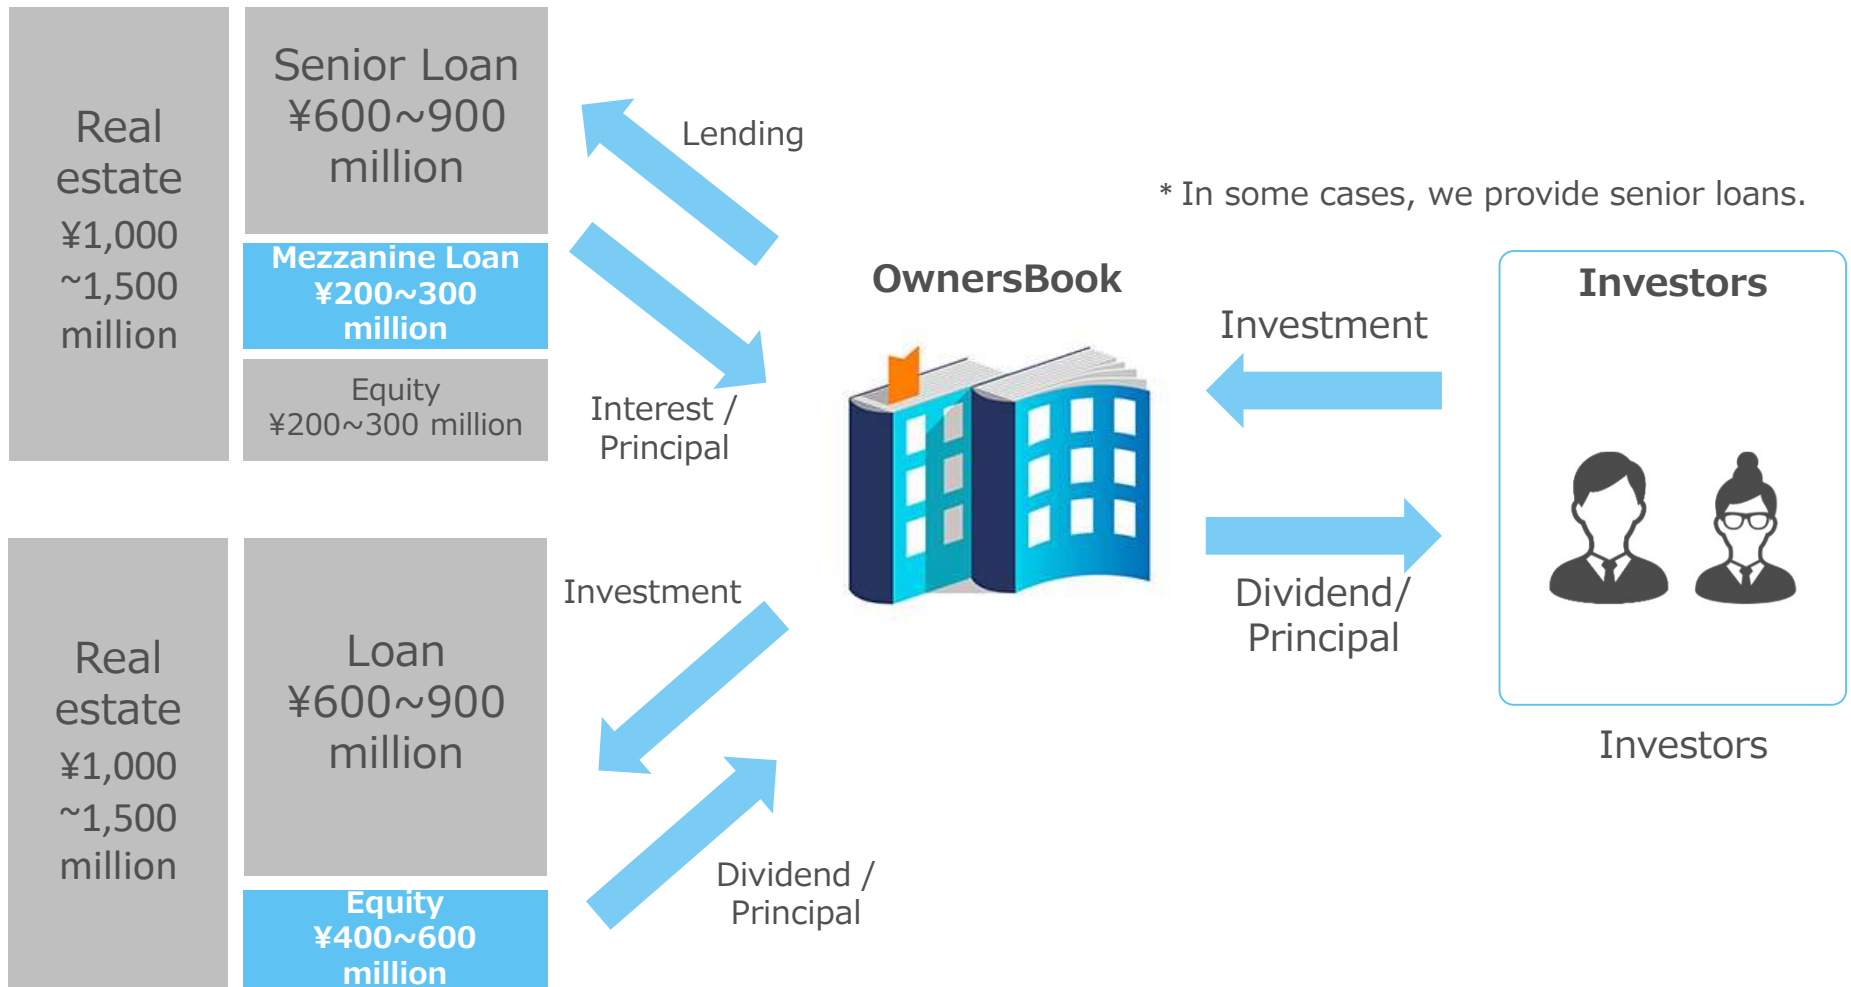 Real
estate
¥1,000
~1,500
million
Senior Loan
¥600~900
million
Mezzanine Loan
¥200~300
million
Equity
¥200~300 million
Lending
Interest /
Principal
* In some cases, we provide senior loans.
OwnersBook
Investment
Dividend/
Principal
Investors
Investors
Real
estate
¥1,000
~1,500
million
Loan
¥600~900
million
Equity
¥400~600
million
Investment
Dividend /
Principal